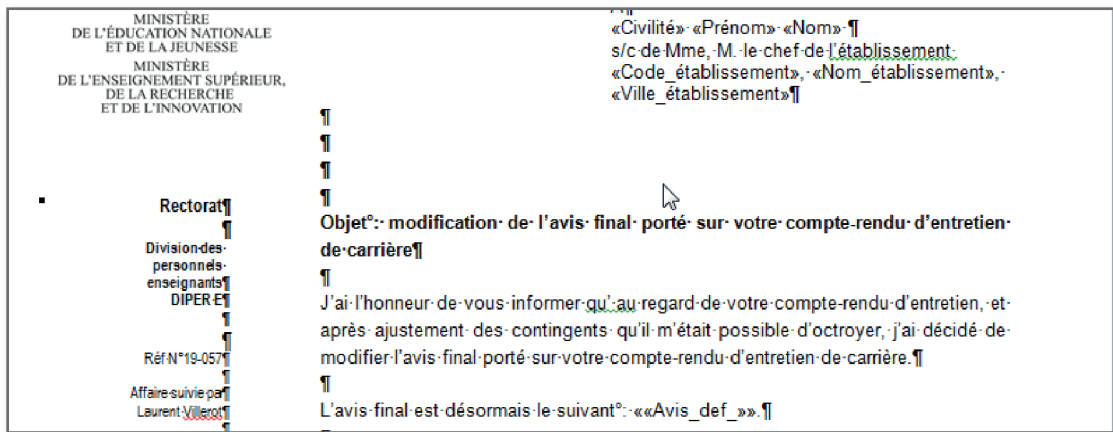 MINISTÈRE
DE L'ÉDUCATION NATIONALE
ET DE LA JEUNESSE
MINISTÈRE
DE L'ENSEIGNEMENT SUPÉRIEUR,
DE LA RECHERCHE
ET DE L'INNOVATION
«Civilité» «Prénom» «Nom» ¶
s/c de Mme, M. le chef de l'établissement
«Code_établissement», «Nom_établissement»,
«Ville_établissement»¶
¶
¶
¶
¶
Rectorat¶
¶
Division des
personnels
enseignants¶
DIPER E¶
¶
¶
Réf N°19-057¶
¶
Affaire suivie par¶
Laurent Villerot¶
¶
Objet°: modification de l'avis final porté sur votre compte-rendu d'entretien
de carrière¶
¶
J'ai l'honneur de vous informer qu' au regard de votre compte-rendu d'entretien, et
après ajustement des contingents qu'il m'était possible d'octroyer, j'ai décidé de
modifier l'avis final porté sur votre compte-rendu d'entretien de carrière.¶
¶
L'avis final est désormais le suivant°: ««Avis_def_»».¶